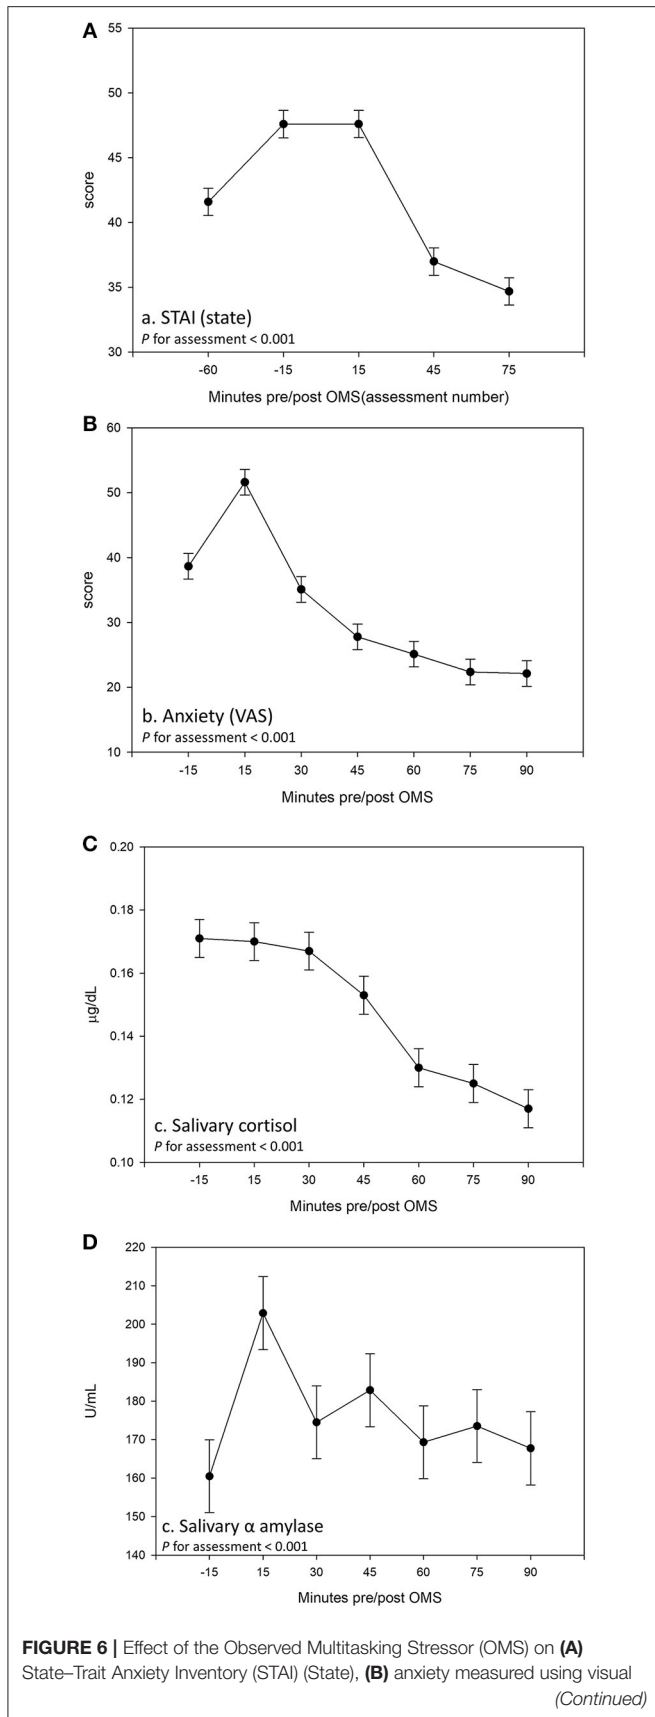 A
55
50
45
40
35
30
score
a. STAI (state)
P for assessment < 0.001
-60 -15 15 45 75
Minutes pre/post OMS(assessment number)
B
60
50
40
30
20
10
score
b. Anxiety (VAS)
P for assessment < 0.001
-15 15 30 45 60 75 90
Minutes pre/post OMS
C
0.20
0.18
0.16
0.14
0.12
0.10
µg/dL
c. Salivary cortisol
P for assessment < 0.001
-15 15 30 45 60 75 90
Minutes pre/post OMS
D
220
210
200
190
180
170
160
150
140
U/mL
c. Salivary α amylase
P for assessment < 0.001
-15 15 30 45 60 75 90
Minutes pre/post OMS
FIGURE 6 | Effect of the Observed Multitasking Stressor (OMS) on (A)
State–Trait Anxiety Inventory (STAI) (State), (B) anxiety measured using visual
(Continued)